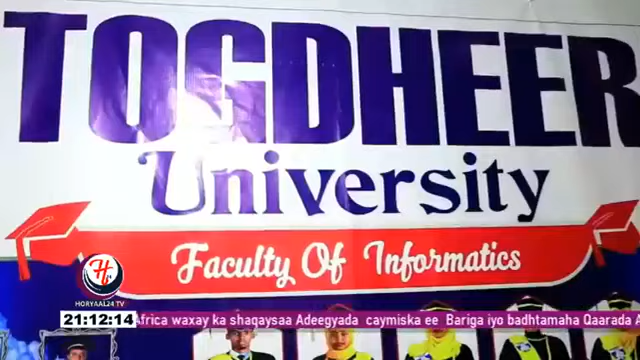 TOGDHEER
University
Faculty Of Informatics
HORYAAL24 TV
21:12:14
Africa waxay ka shaqaysaa Adeegyada caymiska ee Bariga iyo badhtamaha Qaarada A